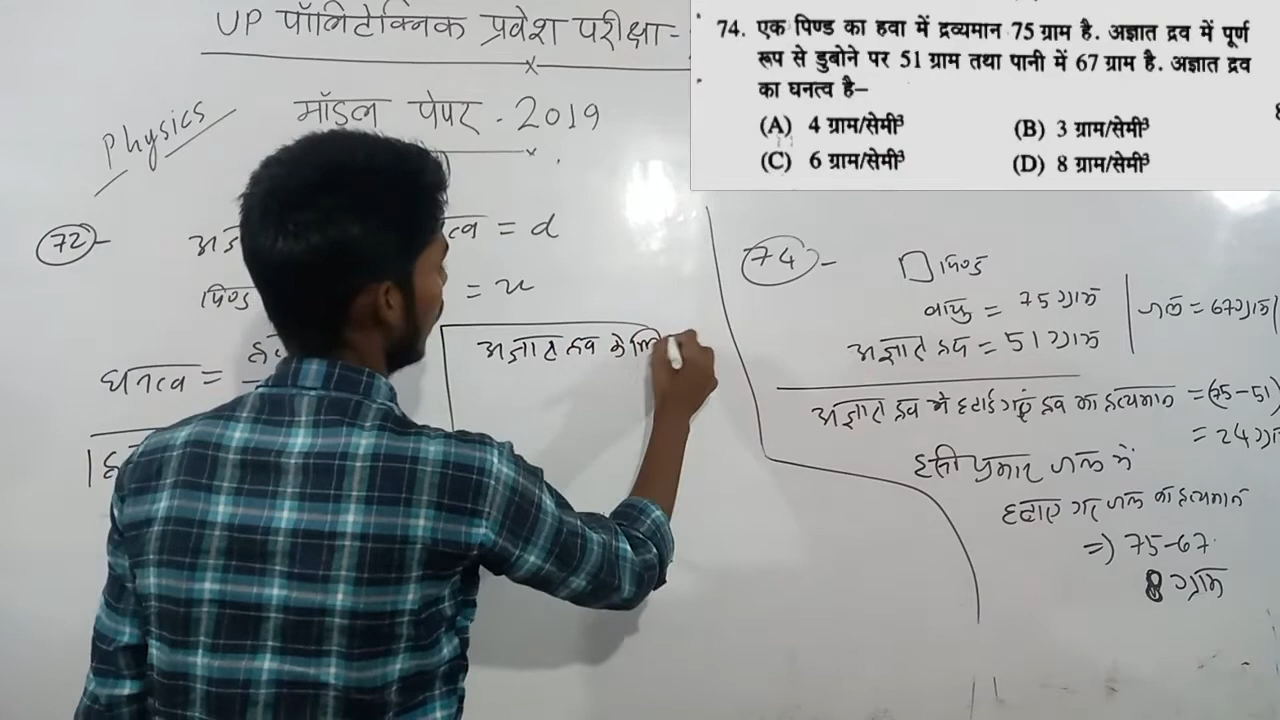 UP पॉलिटेक्निक प्रवेश परीक्षा-
Physics
मॉडल पेपर - 2019
72-
= d
पिण्ड
= x
घनत्व =
अज्ञात द्रव के लि
74. एक पिण्ड का हवा में द्रव्यमान 75 ग्राम है. अज्ञात द्रव में पूर्ण
रूप से डुबोने पर 51 ग्राम तथा पानी में 67 ग्राम है. अज्ञात द्रव
का घनत्व है–
(A) 4 ग्राम/सेमी³ (B) 3 ग्राम/सेमी³
(C) 6 ग्राम/सेमी³ (D) 8 ग्राम/सेमी³
74 - पिण्ड
वायु = 75 ग्राम
जल = 67 ग्राम
अज्ञात द्रव = 51 ग्राम
अज्ञात द्रव में हटाई गई द्रव का द्रव्यमान = (75-51)
= 24 ग्रा
इसी प्रकार जल में
हटाए गए जल का द्रव्यमान
=) 75-67
8 ग्राम